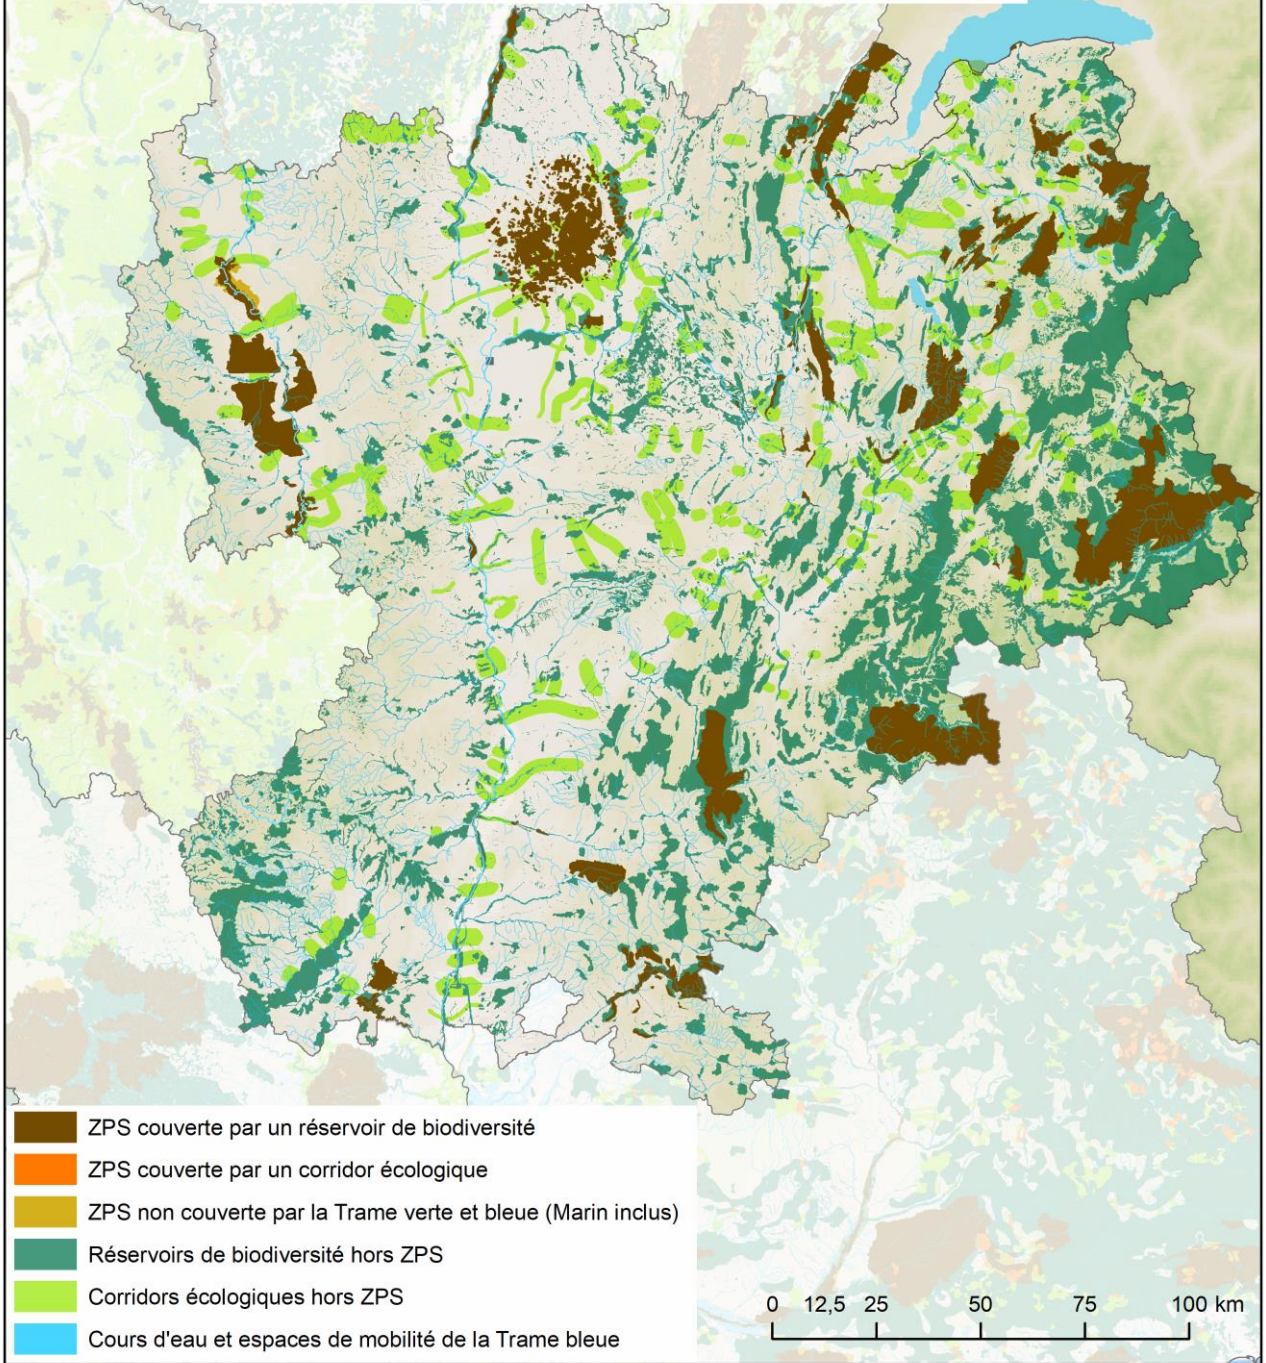 ZPS couverte par un réservoir de biodiversité
ZPS couverte par un corridor écologique
ZPS non couverte par la Trame verte et bleue (Marin inclus)
Réservoirs de biodiversité hors ZPS
Corridors écologiques hors ZPS
Cours d'eau et espaces de mobilité de la Trame bleue
0 12,5 25 50 75 100 km